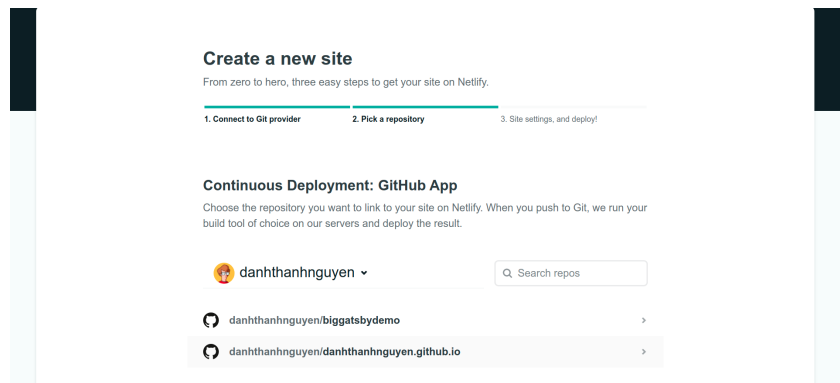 Create a new site
From zero to hero, three easy steps to get your site on Netlify.
1. Connect to Git provider
2. Pick a repository
3. Site settings, and deploy!
Continuous Deployment: GitHub App
Choose the repository you want to link to your site on Netlify. When you push to Git, we run your
build tool of choice on our servers and deploy the result.
danhthanhnguyen
Search repos
danhthanhnguyen/biggatsbydemo
danhthanhnguyen/danhthanhnguyen.github.io